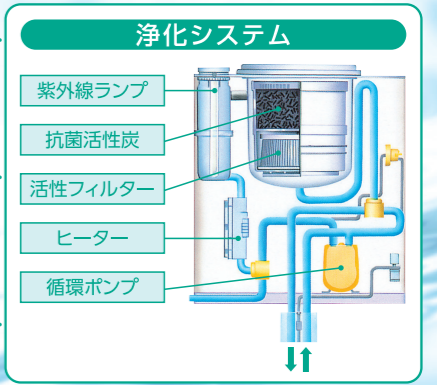 浄化システム
紫外線ランプ
抗菌活性炭
活性フィルター
ヒーター
循環ポンプ